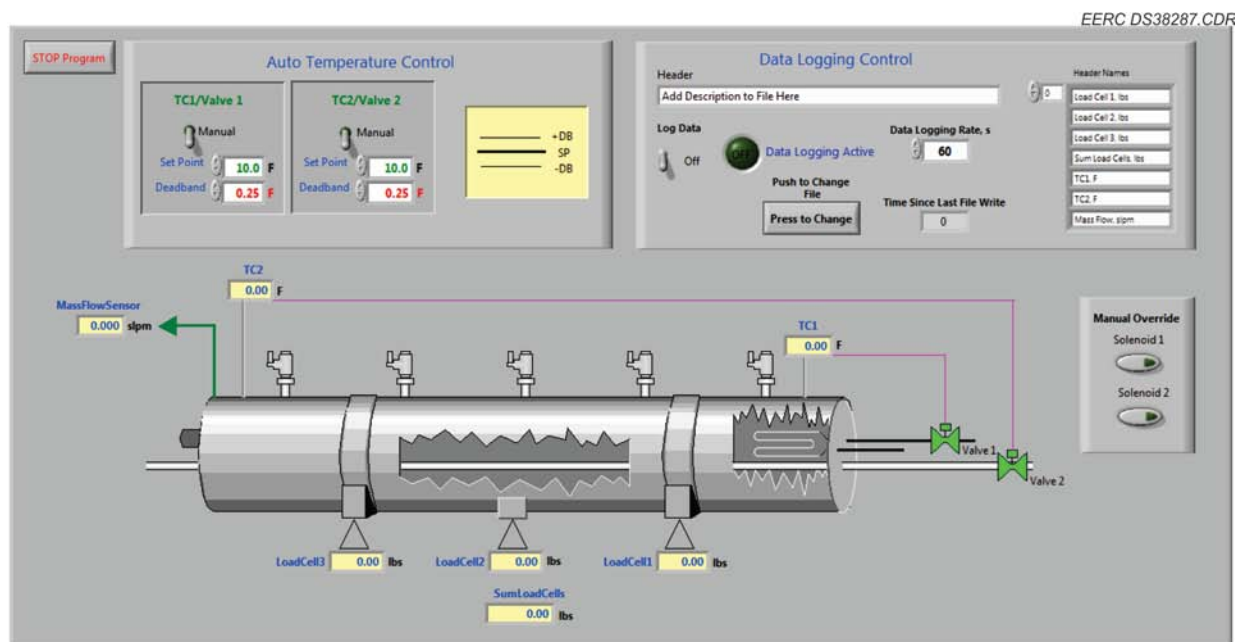 EERC DS38287.CDR
STOP Program
Auto Temperature Control
TC1/Valve 1
Manual
Set Point 10.0 F
Deadband 0.25 F
TC2/Valve 2
Manual
Set Point 10.0 F
Deadband 0.25 F
+DB
SP
-DB
Data Logging Control
Header
Add Description to File Here
Log Data
Off
OFF
Data Logging Active
Data Logging Rate, s
60
Push to Change
File
Press to Change
Time Since Last File Write
0
Header Names
0
Load Cell 1, lbs
Load Cell 2, lbs
Load Cell 3, lbs
Sum Load Cells, lbs
TC1, F
TC2, F
Mass Flow, slpm
TC2
0.00 F
MassFlowSensor
0.000 slpm
TC1
0.00 F
Manual Override
Solenoid 1
Solenoid 2
Valve 1
Valve 2
LoadCell3 0.00 lbs
LoadCell2 0.00 lbs
LoadCell1 0.00 lbs
SumLoadCells
0.00 lbs